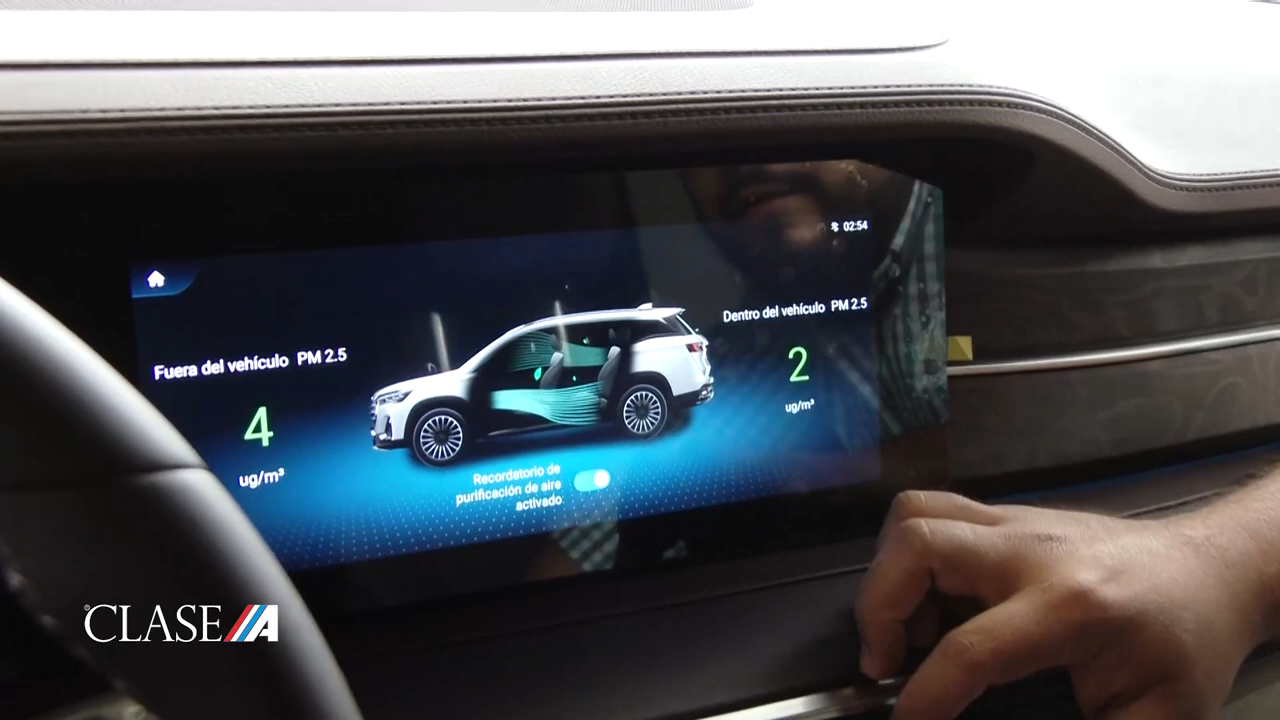 02:54
Fuera del vehículo PM 2.5
4
ug/m³
Dentro del vehículo PM 2.5
2
ug/m³
Recordatorio de
purificación de aire
activado
©CLASE A